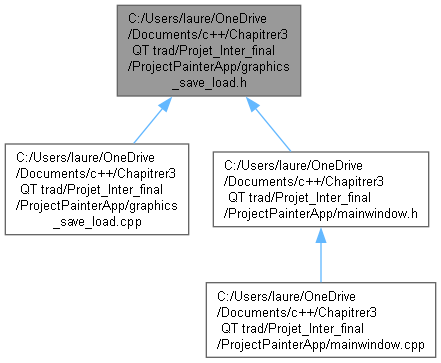 C:/Users/laure/OneDrive
/Documents/c++/Chapitrer3
QT trad/Projet_Inter_final
/ProjectPainterApp/graphics
_save_load.h
C:/Users/laure/OneDrive
/Documents/c++/Chapitrer3
QT trad/Projet_Inter_final
/ProjectPainterApp/graphics
_save_load.cpp
C:/Users/laure/OneDrive
/Documents/c++/Chapitrer3
QT trad/Projet_Inter_final
/ProjectPainterApp/mainwindow.h
C:/Users/laure/OneDrive
/Documents/c++/Chapitrer3
QT trad/Projet_Inter_final
/ProjectPainterApp/mainwindow.cpp